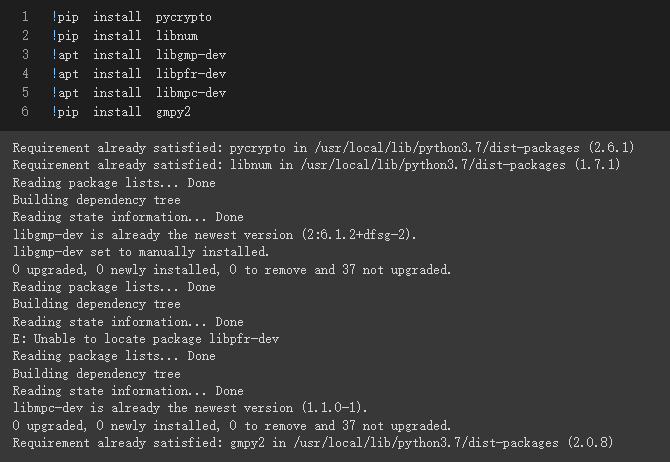 1 !pip install pycrypto
2 !pip install libnum
3 !apt install libgmp-dev
4 !apt install libpfr-dev
5 !apt install libmpc-dev
6 !pip install gmpy2
Requirement already satisfied: pycrypto in /usr/local/lib/python3.7/dist-packages (2.6.1)
Requirement already satisfied: libnum in /usr/local/lib/python3.7/dist-packages (1.7.1)
Reading package lists... Done
Building dependency tree
Reading state information... Done
libgmp-dev is already the newest version (2:6.1.2+dfsg-2).
libgmp-dev set to manually installed.
0 upgraded, 0 newly installed, 0 to remove and 37 not upgraded.
Reading package lists... Done
Building dependency tree
Reading state information... Done
E: Unable to locate package libpfr-dev
Reading package lists... Done
Building dependency tree
Reading state information... Done
libmpc-dev is already the newest version (1.1.0-1).
0 upgraded, 0 newly installed, 0 to remove and 37 not upgraded.
Requirement already satisfied: gmpy2 in /usr/local/lib/python3.7/dist-packages (2.0.8)